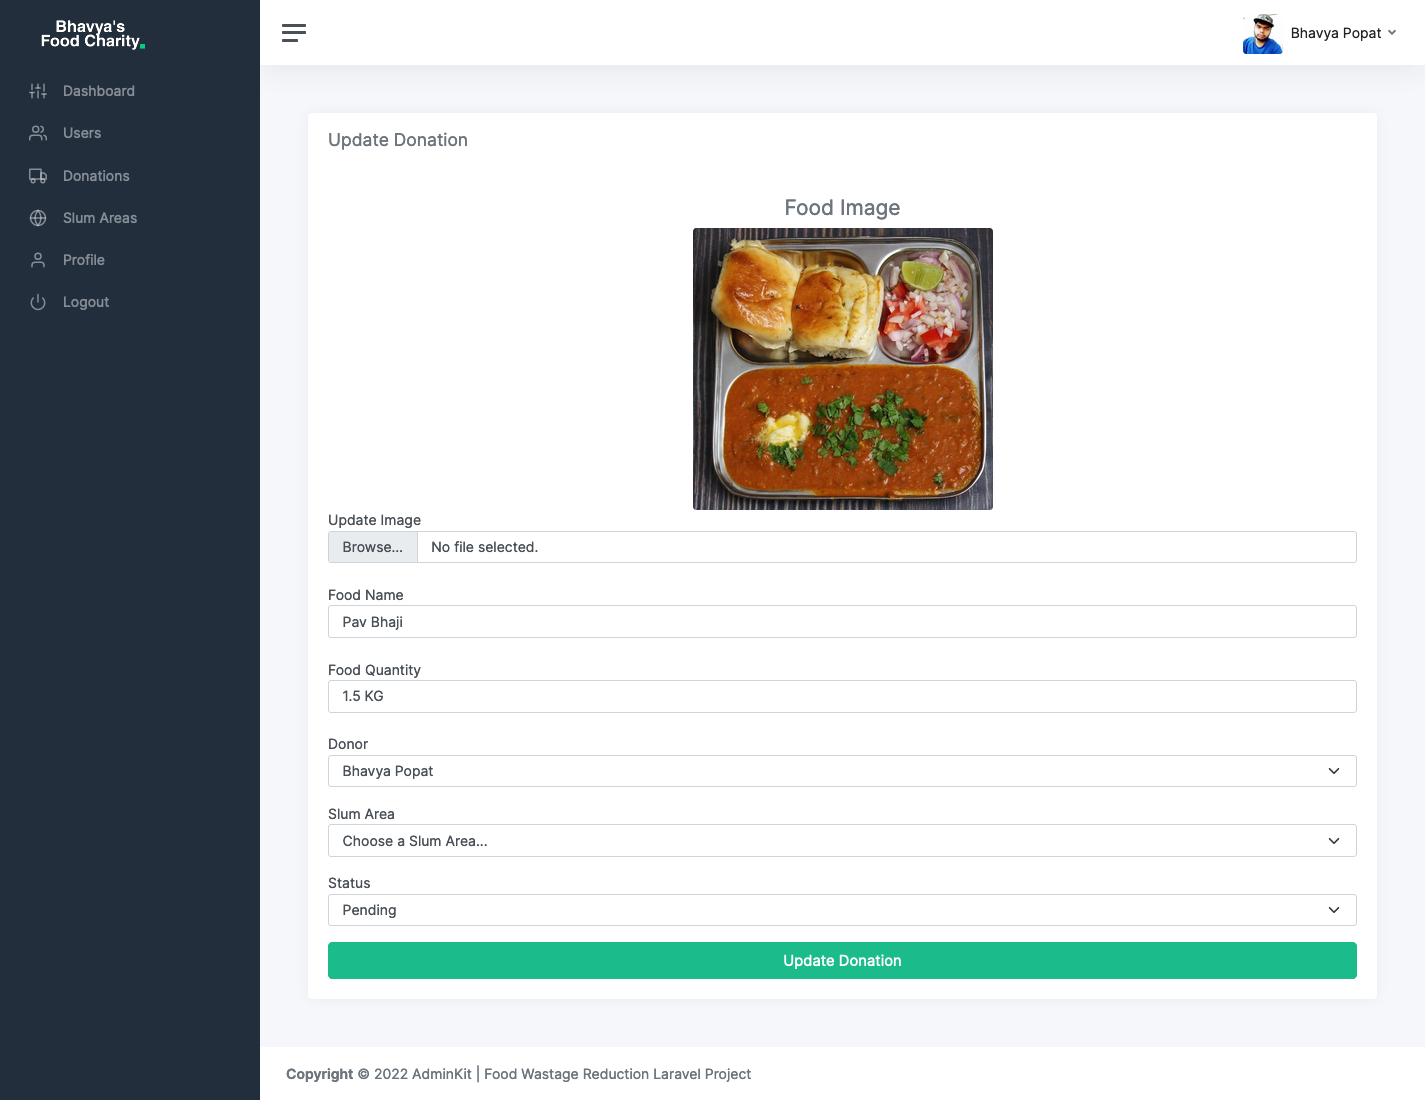 Bhavya's
Food Charity.
Bhavya Popat
Dashboard
Users
Donations
Slum Areas
Profile
Logout
Update Donation
Food Image
Update Image
Browse... No file selected.
Food Name
Pav Bhaji
Food Quantity
1.5 KG
Donor
Bhavya Popat
Slum Area
Choose a Slum Area...
Status
Pending
Update Donation
Copyright © 2022 AdminKit | Food Wastage Reduction Laravel Project